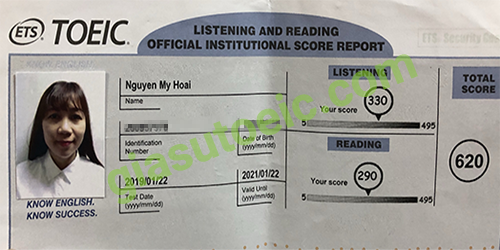 ETS TOEIC
LISTENING AND READING
OFFICIAL INSTITUTIONAL SCORE REPORT
ETS Security
Nguyen My Hoai
Name
Identification
Number
Date of Birth
(yyyy/mm/dd)
2019/01/22
Test Date
(yyyy/mm/dd)
2021/01/22
Valid Until
(yyyy/mm/dd)
LISTENING
Your score
330
5
495
READING
Your score
290
5
495
TOTAL
SCORE
620
KNOW ENGLISH.
KNOW SUCCESS.
giasutoeic.com